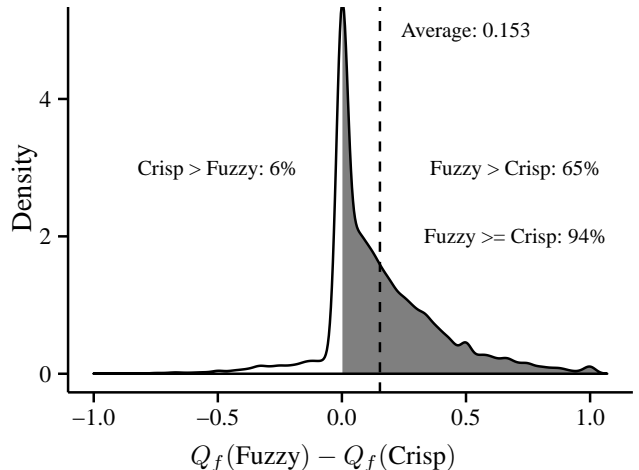 Average: 0.153
4
Crisp > Fuzzy: 6%
Fuzzy > Crisp: 65%
Density
2
Fuzzy >= Crisp: 94%
0
−1.0 −0.5 0.0 0.5 1.0
Q_f(Fuzzy) − Q_f(Crisp)